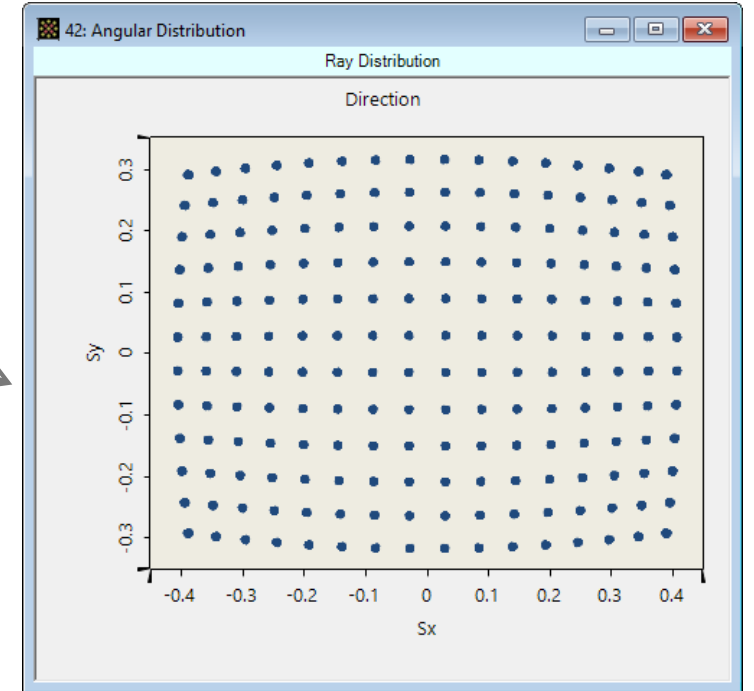 42: Angular Distribution
Ray Distribution
Direction
0.3
0.2
0.1
0
-0.1
-0.2
-0.3
Sy
-0.4 -0.3 -0.2 -0.1 0 0.1 0.2 0.3 0.4
Sx